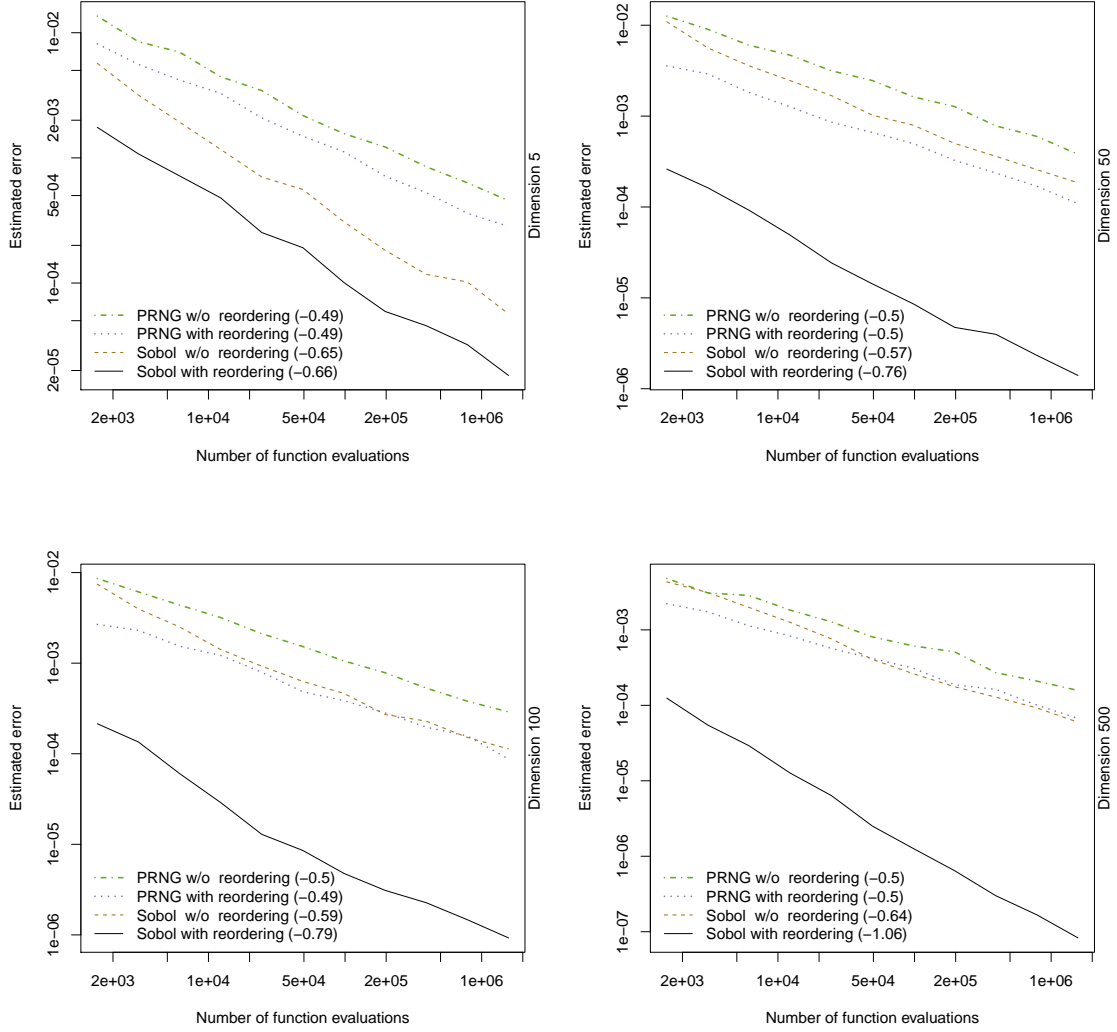 1e−02
2e−03
5e−04
1e−04
2e−05
Estimated error
Dimension 5
PRNG w/o reordering (−0.49)
PRNG with reordering (−0.49)
Sobol w/o reordering (−0.65)
Sobol with reordering (−0.66)
2e+03 1e+04 5e+04 2e+05 1e+06
Number of function evaluations
1e−02
1e−03
1e−04
1e−05
1e−06
Estimated error
Dimension 50
PRNG w/o reordering (−0.5)
PRNG with reordering (−0.5)
Sobol w/o reordering (−0.57)
Sobol with reordering (−0.76)
2e+03 1e+04 5e+04 2e+05 1e+06
Number of function evaluations
1e−02
1e−03
1e−04
1e−05
1e−06
Estimated error
Dimension 100
PRNG w/o reordering (−0.5)
PRNG with reordering (−0.49)
Sobol w/o reordering (−0.59)
Sobol with reordering (−0.79)
2e+03 1e+04 5e+04 2e+05 1e+06
Number of function evaluations
1e−03
1e−04
1e−05
1e−06
1e−07
Estimated error
Dimension 500
PRNG w/o reordering (−0.5)
PRNG with reordering (−0.5)
Sobol w/o reordering (−0.64)
Sobol with reordering (−1.06)
2e+03 1e+04 5e+04 2e+05 1e+06
Number of function evaluations